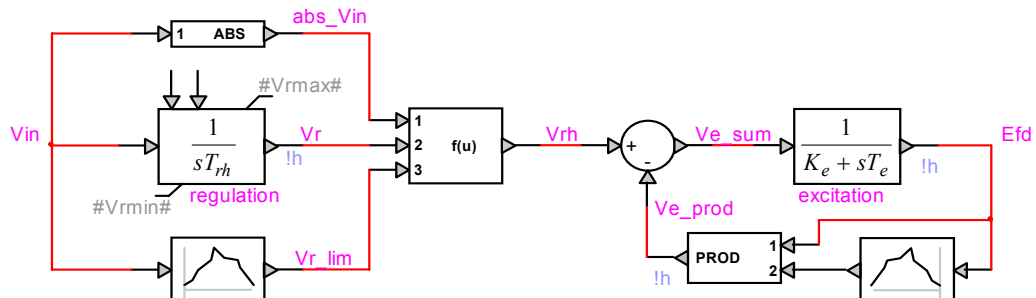 abs_Vin
1 ABS
#Vrmax#
Vin
1
sT_rh
Vr
!h
regulation
#Vrmin#
Vr_lim
1
2
3
f(u)
Vrh
+
-
Ve_sum
1
K_e + sT_e
Efd
!h
excitation
Ve_prod
!h
PROD
1
2